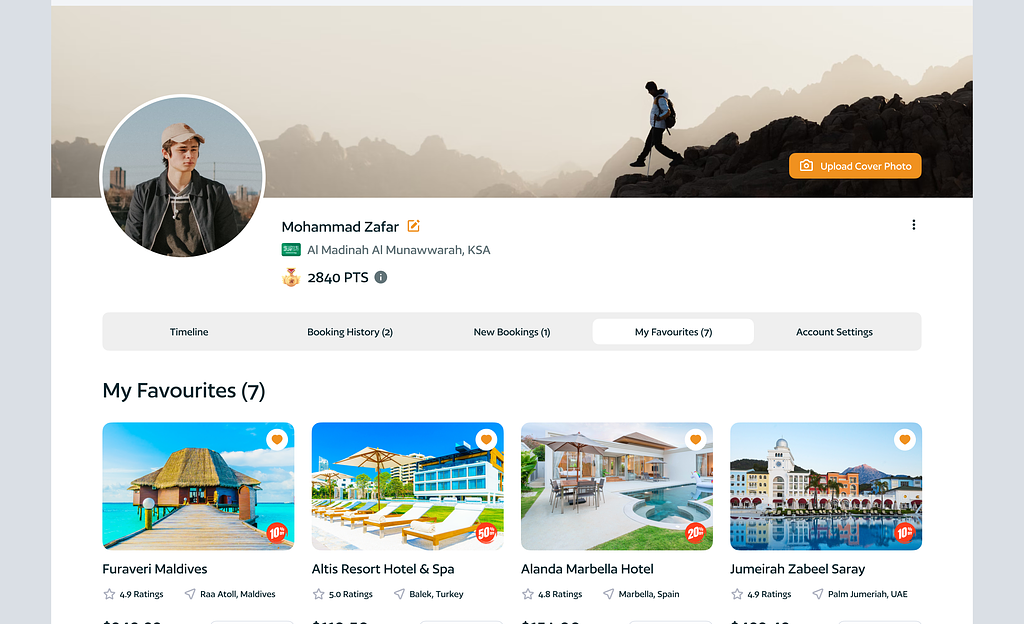 Upload Cover Photo
Mohammad Zafar
Al Madinah Al Munawwarah, KSA
2840 PTS
Timeline
Booking History (2)
New Bookings (1)
My Favourites (7)
Account Settings
My Favourites (7)
10%
50%
20%
10%
Furaveri Maldives
Altis Resort Hotel & Spa
Alanda Marbella Hotel
Jumeirah Zabeel Saray
4.9 Ratings
Raa Atoll, Maldives
5.0 Ratings
Balek, Turkey
4.8 Ratings
Marbella, Spain
4.9 Ratings
Palm Jumeriah, UAE